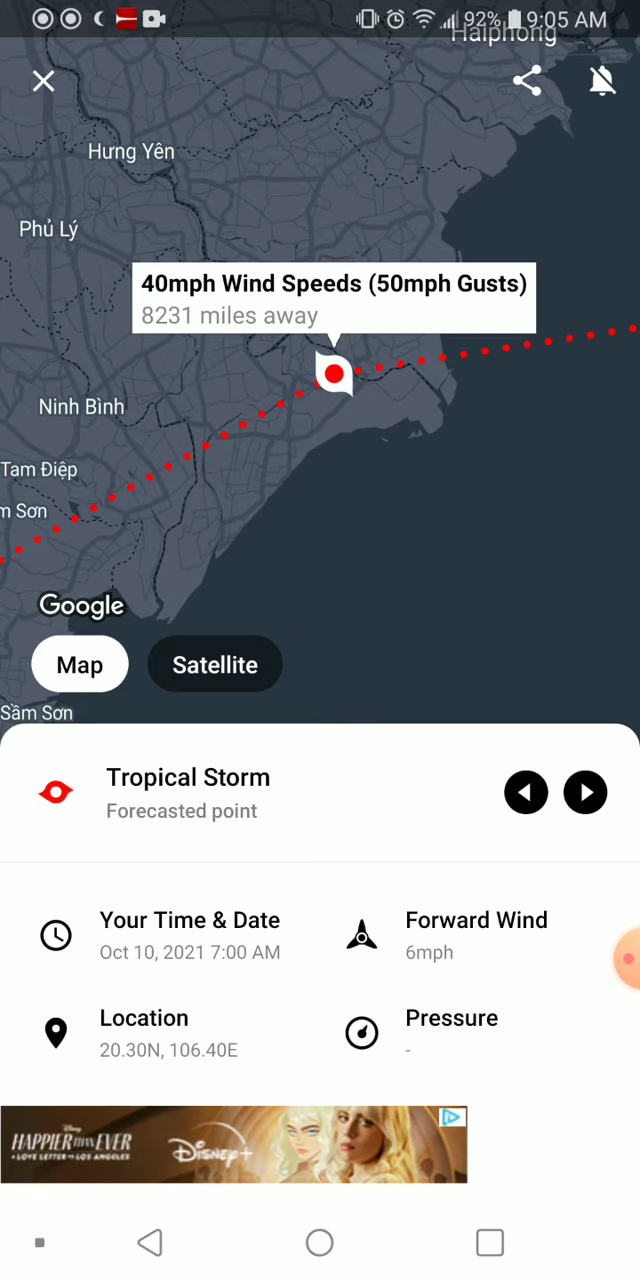 92% 9:05 AM
Haiphong
Hưng Yên
Phủ Lý
40mph Wind Speeds (50mph Gusts)
8231 miles away
Ninh Bình
Tam Điệp
m Sơn
Google
Map
Satellite
Sầm Sơn
Tropical Storm
Forecasted point
Your Time & Date
Oct 10, 2021 7:00 AM
Forward Wind
6mph
Location
20.30N, 106.40E
Pressure
-
Disney
HAPPIER THAN EVER
A LOVE LETTER TO LOS ANGELES
Disney+